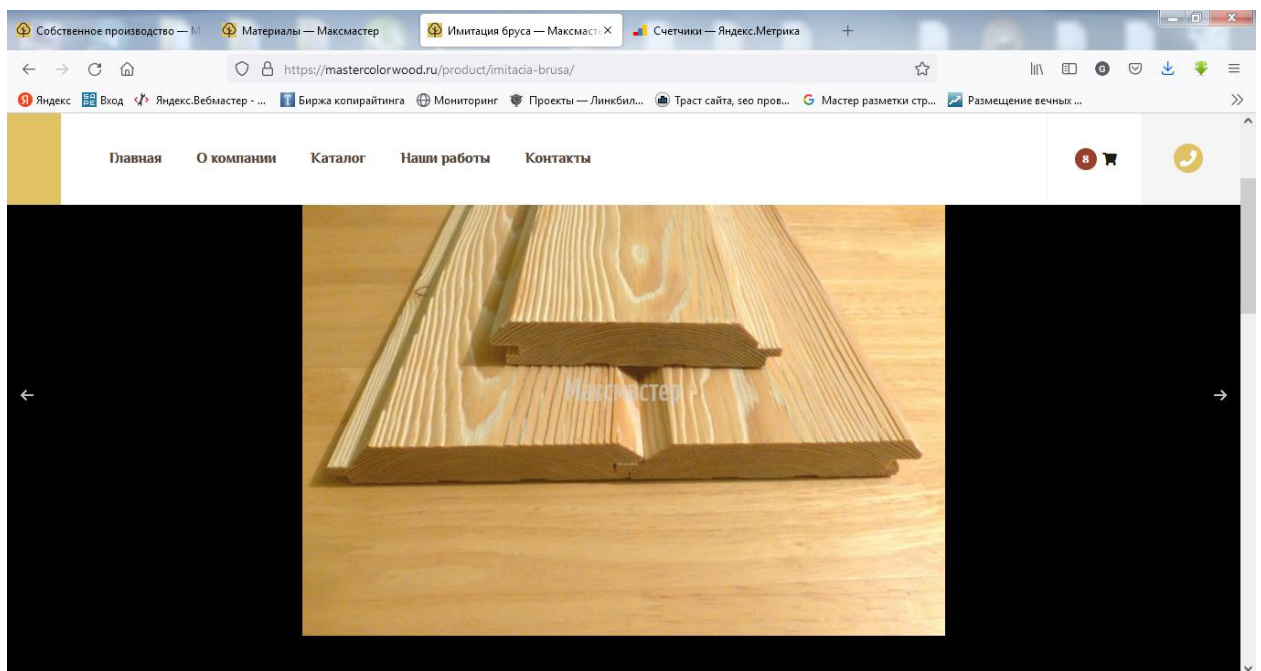 Собственное производство — М
Материалы — Максмастер
Имитация бруса — Максмаст
Счетчики — Яндекс.Метрика
https://mastercolorwood.ru/product/imitacia-brusa/
Яндекс
Вход
Яндекс.Вебмастер - ...
Биржа копирайтинга
Мониторинг
Проекты — Линкбил...
Траст сайта, seo пров...
Мастер разметки стр...
Размещение вечных ...
Главная
О компании
Каталог
Наши работы
Контакты
8
Максмастер